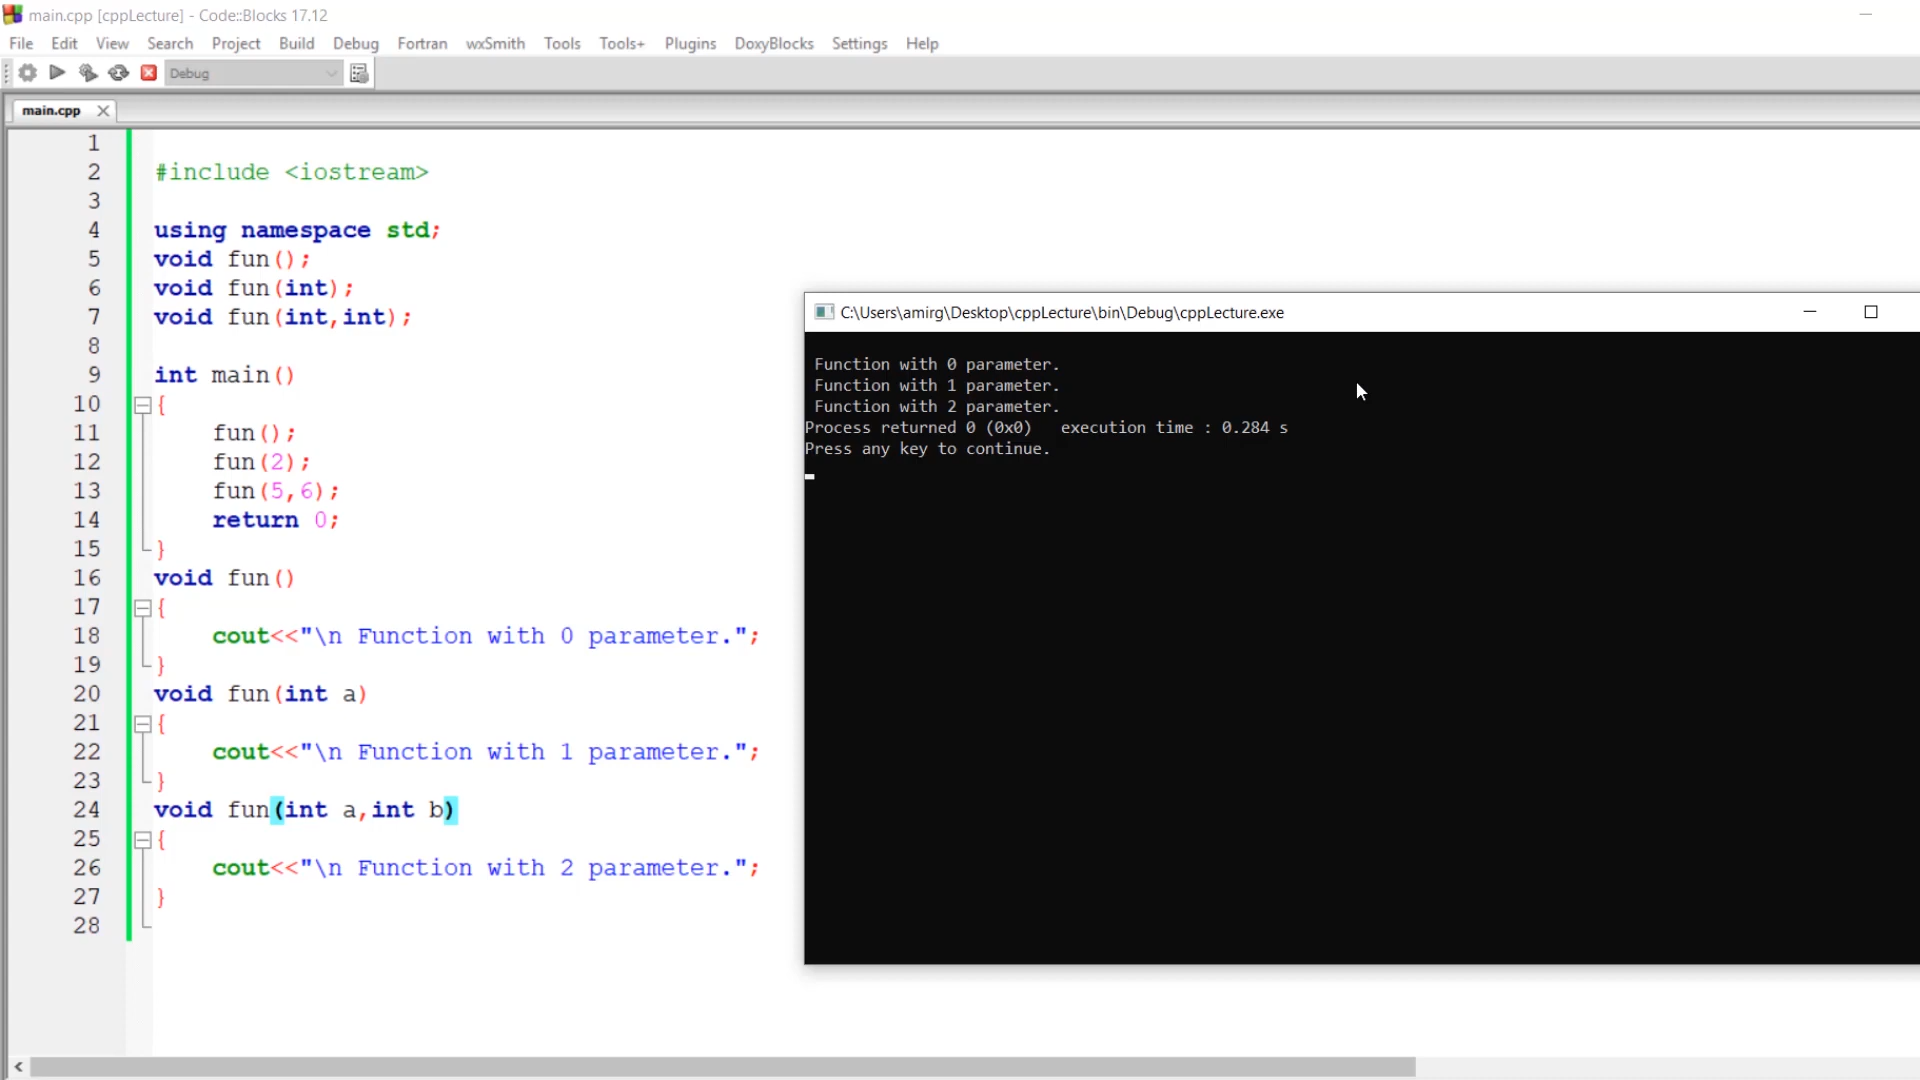 main.cpp [cppLecture] - Code::Blocks 17.12
File Edit View Search Project Build Debug Fortran wxSmith Tools Tools+ Plugins DoxyBlocks Settings Help
Debug
main.cpp
1
2 #include <iostream>
3
4 using namespace std;
5 void fun();
6 void fun(int);
7 void fun(int,int);
8
9 int main()
10 {
11 fun();
12 fun(2);
13 fun(5,6);
14 return 0;
15 }
16 void fun()
17 {
18 cout<<"\n Function with 0 parameter.";
19 }
20 void fun(int a)
21 {
22 cout<<"\n Function with 1 parameter.";
23 }
24 void fun(int a,int b)
25 {
26 cout<<"\n Function with 2 parameter.";
27 }
28
C:\Users\amirg\Desktop\cppLecture\bin\Debug\cppLecture.exe
Function with 0 parameter.
Function with 1 parameter.
Function with 2 parameter.
Process returned 0 (0x0) execution time : 0.284 s
Press any key to continue.